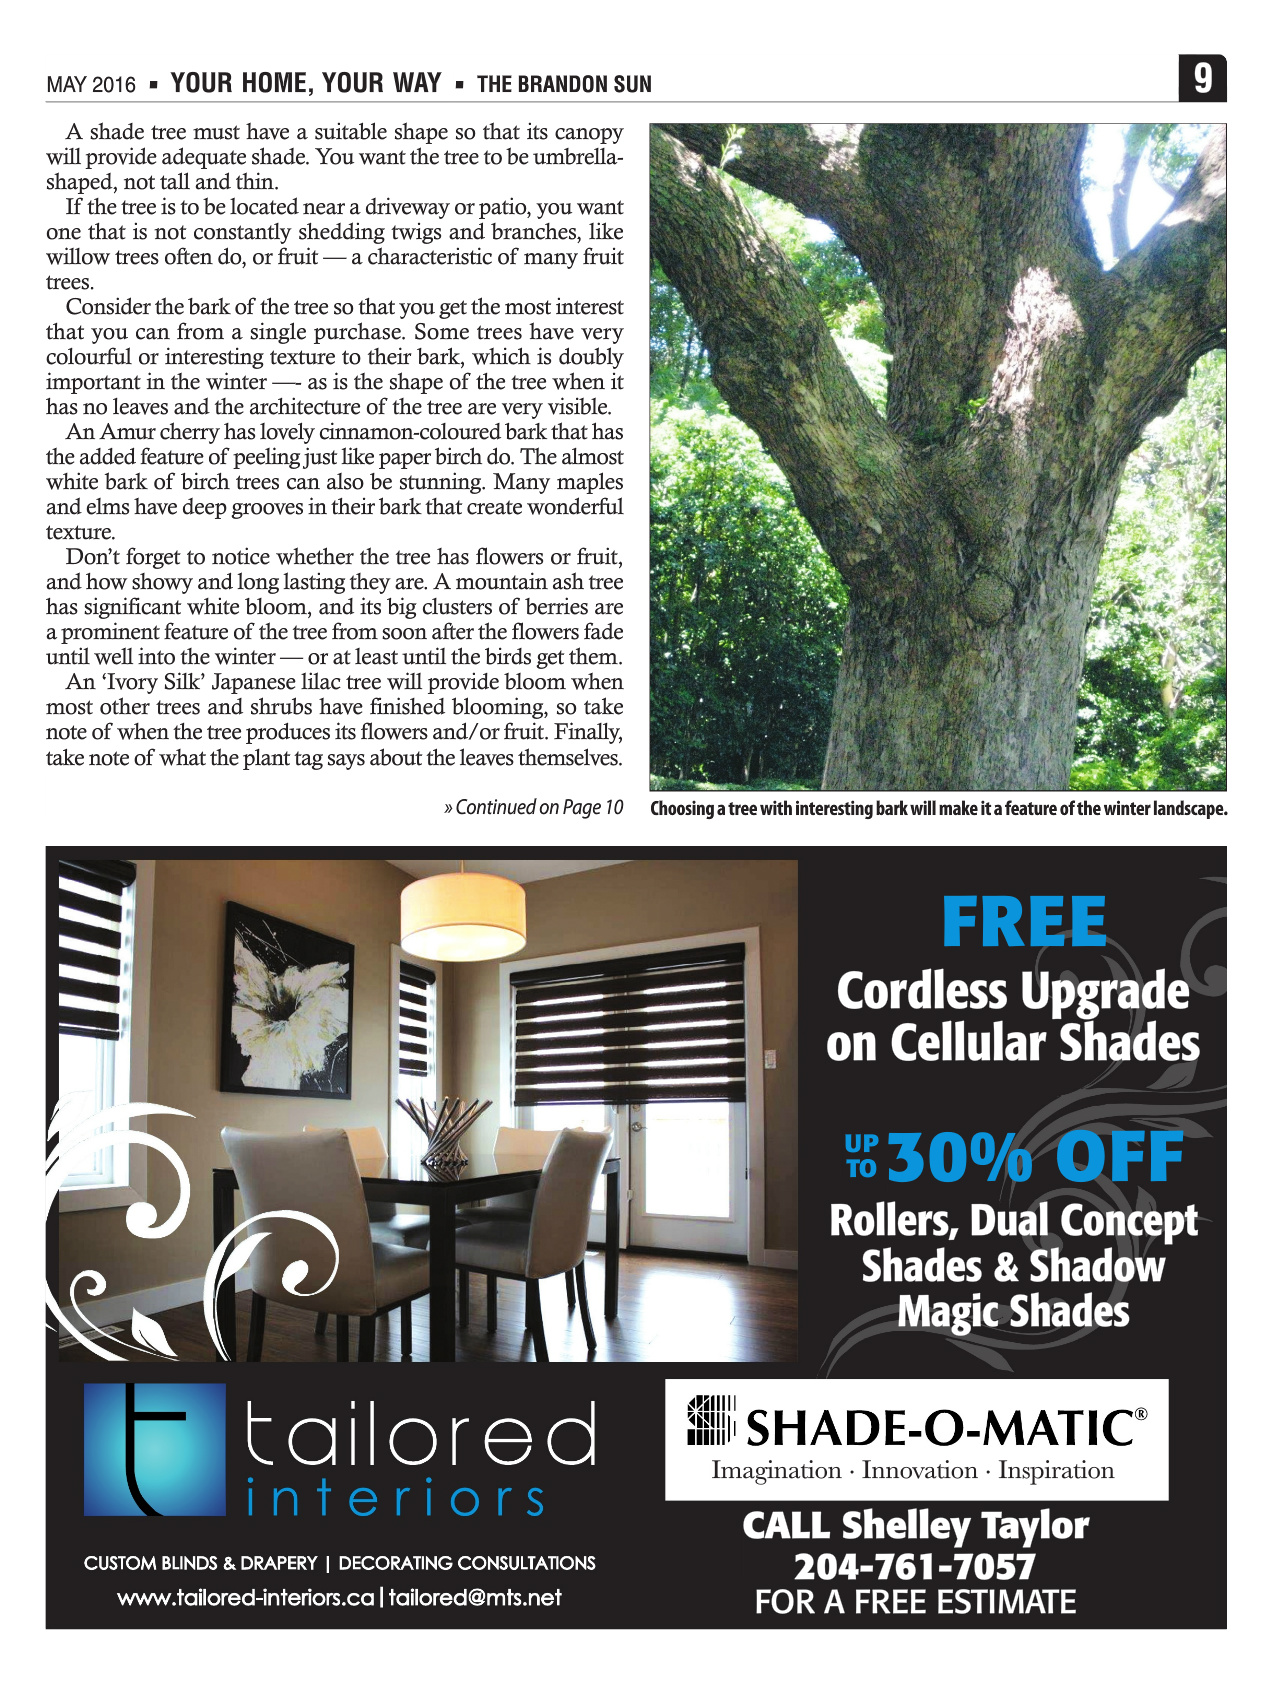 MAY 2016 ▪ YOUR HOME, YOUR WAY ▪ THE BRANDON SUN
9
A shade tree must have a suitable shape so that its canopy
will provide adequate shade. You want the tree to be umbrella-
shaped, not tall and thin.
If the tree is to be located near a driveway or patio, you want
one that is not constantly shedding twigs and branches, like
willow trees often do, or fruit — a characteristic of many fruit
trees.
Consider the bark of the tree so that you get the most interest
that you can from a single purchase. Some trees have very
colourful or interesting texture to their bark, which is doubly
important in the winter —- as is the shape of the tree when it
has no leaves and the architecture of the tree are very visible.
An Amur cherry has lovely cinnamon-coloured bark that has
the added feature of peeling just like paper birch do. The almost
white bark of birch trees can also be stunning. Many maples
and elms have deep grooves in their bark that create wonderful
texture.
Don't forget to notice whether the tree has flowers or fruit,
and how showy and long lasting they are. A mountain ash tree
has significant white bloom, and its big clusters of berries are
a prominent feature of the tree from soon after the flowers fade
until well into the winter — or at least until the birds get them.
An ‘Ivory Silk’ Japanese lilac tree will provide bloom when
most other trees and shrubs have finished blooming, so take
note of when the tree produces its flowers and/or fruit. Finally,
take note of what the plant tag says about the leaves themselves.
» Continued on Page 10
Choosing a tree with interesting bark will make it a feature of the winter landscape.
FREE
Cordless Upgrade
on Cellular Shades
UP TO 30% OFF
Rollers, Dual Concept
Shades & Shadow
Magic Shades
t tailored
interiors
CUSTOM BLINDS & DRAPERY | DECORATING CONSULTATIONS
www.tailored-interiors.ca | tailored@mts.net
SHADE-O-MATIC®
Imagination · Innovation · Inspiration
CALL Shelley Taylor
204-761-7057
FOR A FREE ESTIMATE